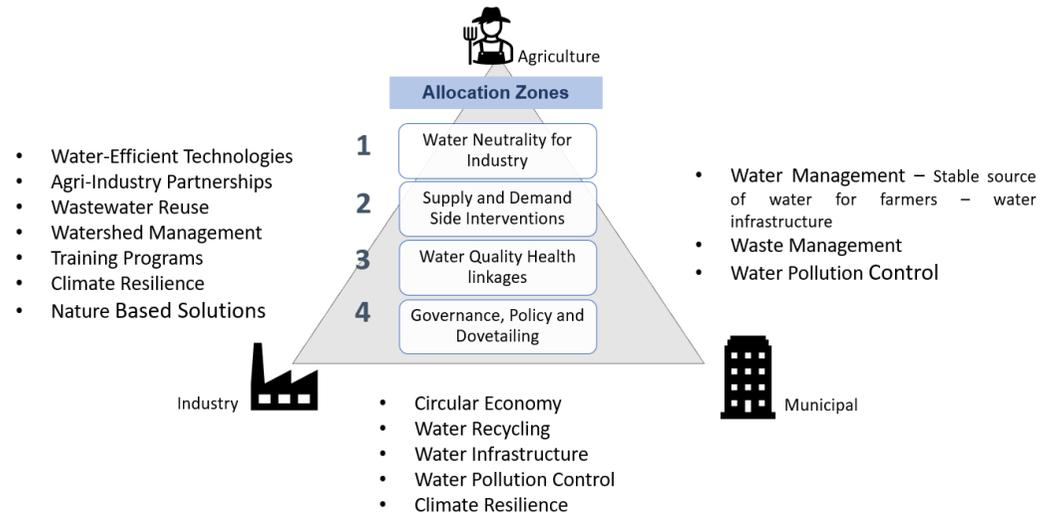 Agriculture
Allocation Zones
1
Water Neutrality for
Industry
2
Supply and Demand
Side Interventions
3
Water Quality Health
linkages
4
Governance, Policy and
Dovetailing
• Water-Efficient Technologies
• Agri-Industry Partnerships
• Wastewater Reuse
• Watershed Management
• Training Programs
• Climate Resilience
• Nature Based Solutions
• Water Management – Stable source
of water for farmers – water
infrastructure
• Waste Management
• Water Pollution Control
Industry
Municipal
• Circular Economy
• Water Recycling
• Water Infrastructure
• Water Pollution Control
• Climate Resilience